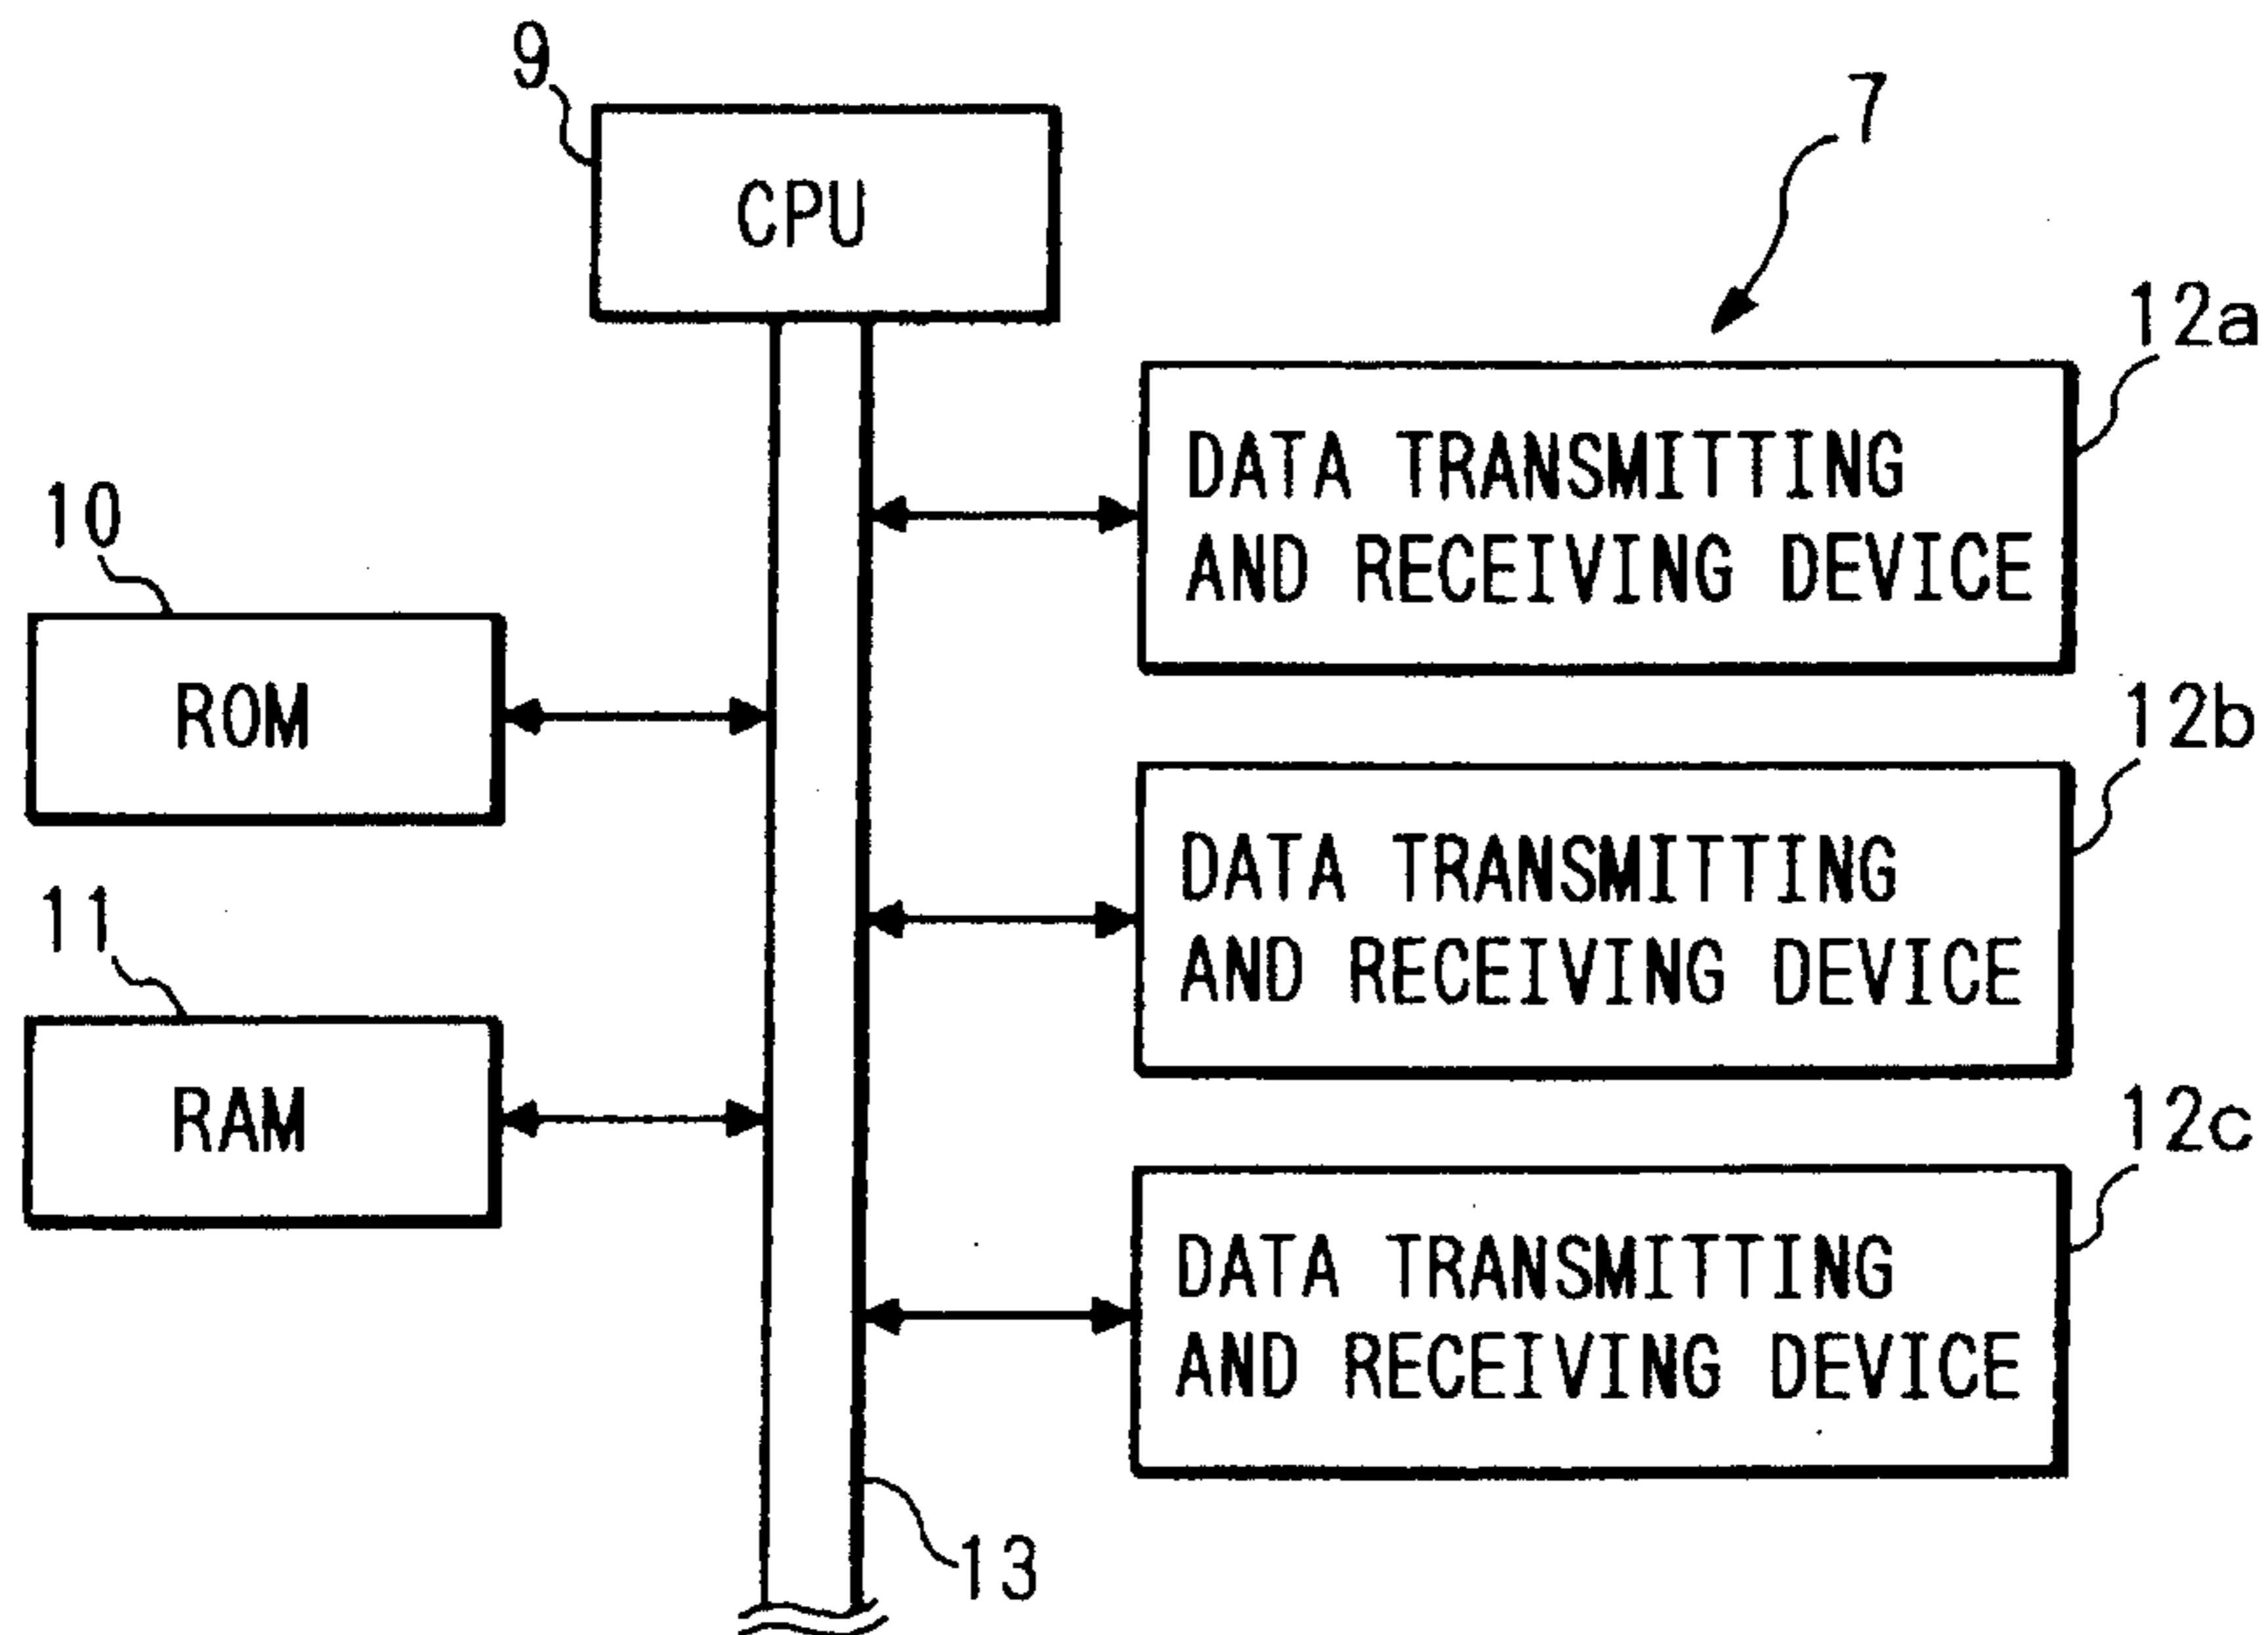 9
CPU
7
12a
DATA TRANSMITTING
AND RECEIVING DEVICE
10
ROM
12b
DATA TRANSMITTING
AND RECEIVING DEVICE
11
RAM
12c
DATA TRANSMITTING
AND RECEIVING DEVICE
13